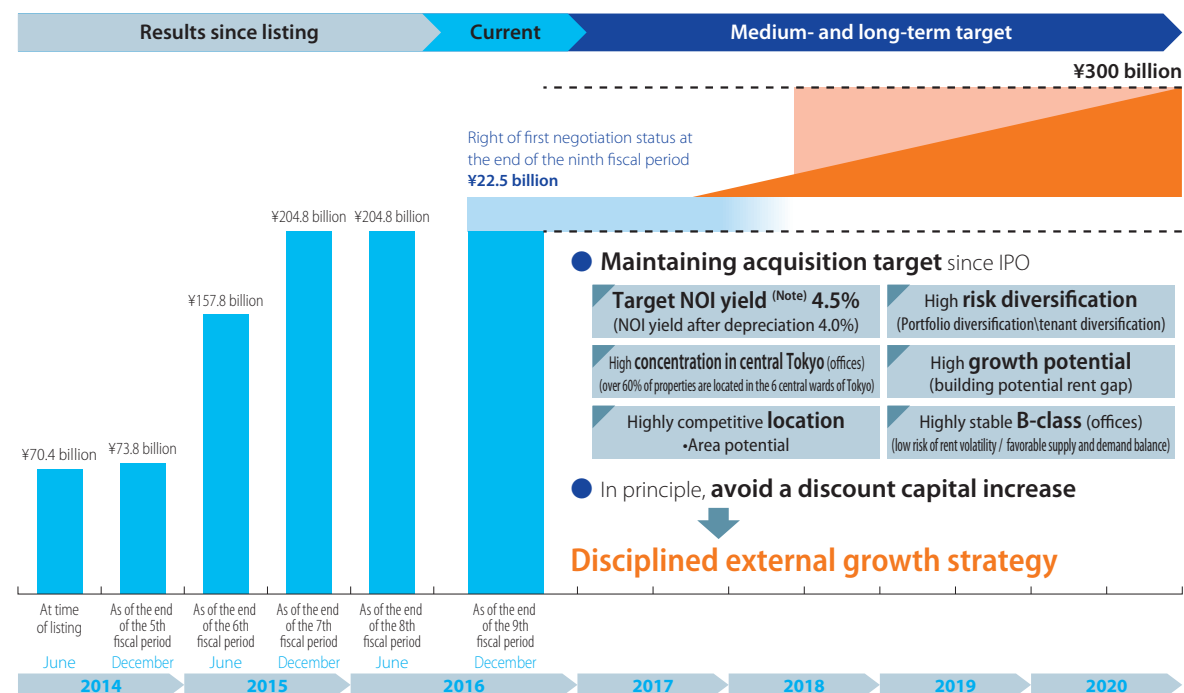 Results since listing
Current
Medium- and long-term target
¥300 billion
Right of first negotiation status at
the end of the ninth fiscal period
¥22.5 billion
¥204.8 billion
¥204.8 billion
¥157.8 billion
¥73.8 billion
¥70.4 billion
● Maintaining acquisition target since IPO
Target NOI yield (Note) 4.5%
(NOI yield after depreciation 4.0%)
High risk diversification
(Portfolio diversification\tenant diversification)
High concentration in central Tokyo (offices)
(over 60% of properties are located in the 6 central wards of Tokyo)
High growth potential
(building potential rent gap)
Highly competitive location
•Area potential
Highly stable B-class (offices)
(low risk of rent volatility / favorable supply and demand balance)
● In principle, avoid a discount capital increase
Disciplined external growth strategy
At time
of listing
June
As of the end
of the 5th
fiscal period
December
As of the end
of the 6th
fiscal period
June
As of the end
of the 7th
fiscal period
December
As of the end
of the 8th
fiscal period
June
As of the end
of the 9th
fiscal period
December
2014
2015
2016
2017
2018
2019
2020